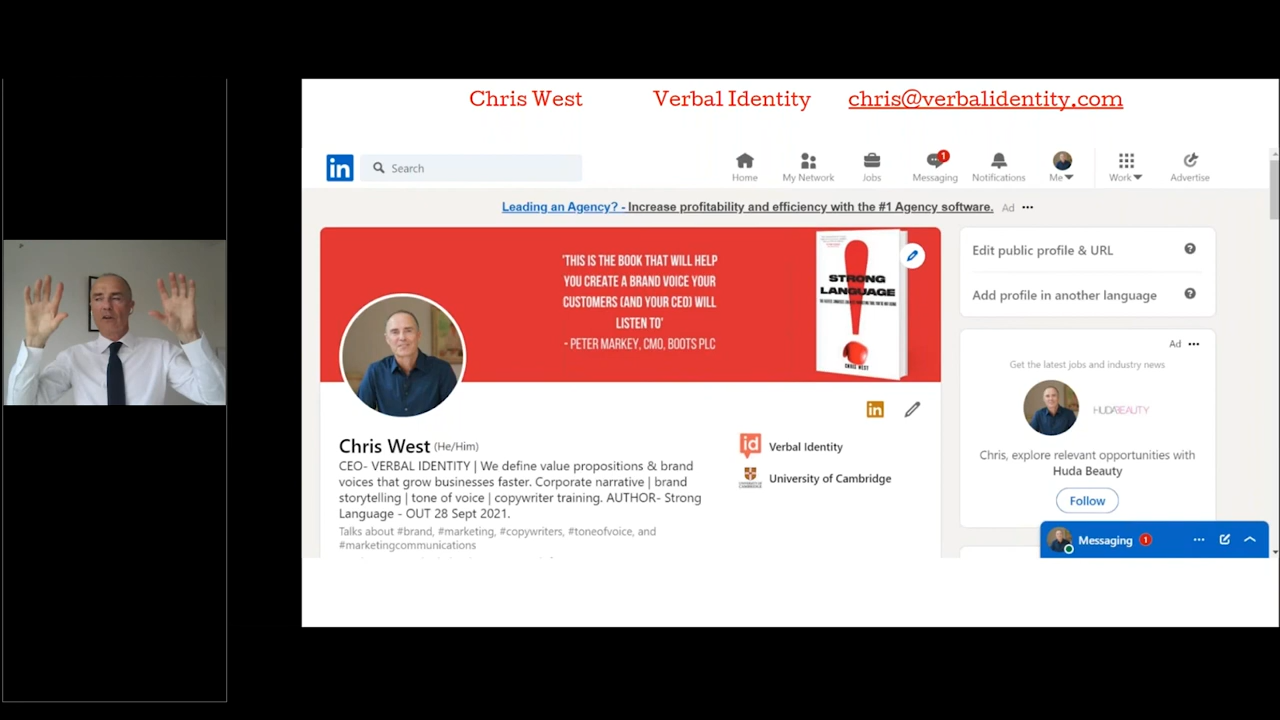 Chris West Verbal Identity chris@verbalidentity.com
in Search Home My Network Jobs 1 Messaging Notifications Me Work Advertise
Leading an Agency? - Increase profitability and efficiency with the #1 Agency software. Ad
'THIS IS THE BOOK THAT WILL HELP
YOU CREATE A BRAND VOICE YOUR
CUSTOMERS (AND YOUR CEO) WILL
LISTEN TO'
- PETER MARKEY, CMO, BOOTS PLC
STRONG
LANGUAGE
CHRIS WEST
Edit public profile & URL
Add profile in another language
Ad
Get the latest jobs and industry news
HUDABEAUTY
Chris, explore relevant opportunities with
Huda Beauty
Follow
in
Chris West (He/Him)
CEO- VERBAL IDENTITY | We define value propositions & brand
voices that grow businesses faster. Corporate narrative | brand
storytelling | tone of voice | copywriter training. AUTHOR- Strong
Language - OUT 28 Sept 2021.
Talks about #brand, #marketing, #copywriters, #toneofvoice, and
#marketingcommunications
id Verbal Identity
University of Cambridge
Messaging 1